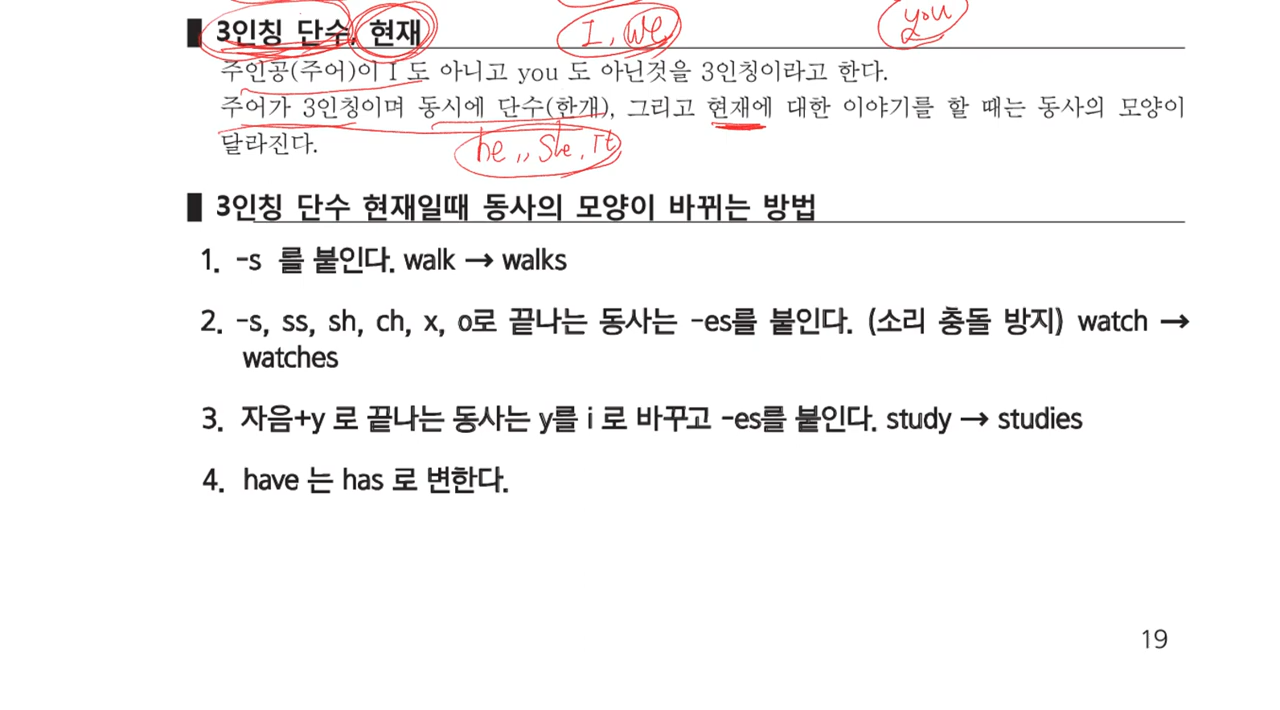 3인칭 단수, 현재
I, we
you
주인공(주어)이 I 도 아니고 you 도 아닌것을 3인칭이라고 한다.
주어가 3인칭이며 동시에 단수(한개), 그리고 현재에 대한 이야기를 할 때는 동사의 모양이
달라진다.
he,, She, It
3인칭 단수 현재일때 동사의 모양이 바뀌는 방법
1. -s 를 붙인다. walk → walks
2. -s, ss, sh, ch, x, o로 끝나는 동사는 -es를 붙인다. (소리 충돌 방지) watch →
watches
3. 자음+y 로 끝나는 동사는 y를 i 로 바꾸고 -es를 붙인다. study → studies
4. have 는 has 로 변한다.
19